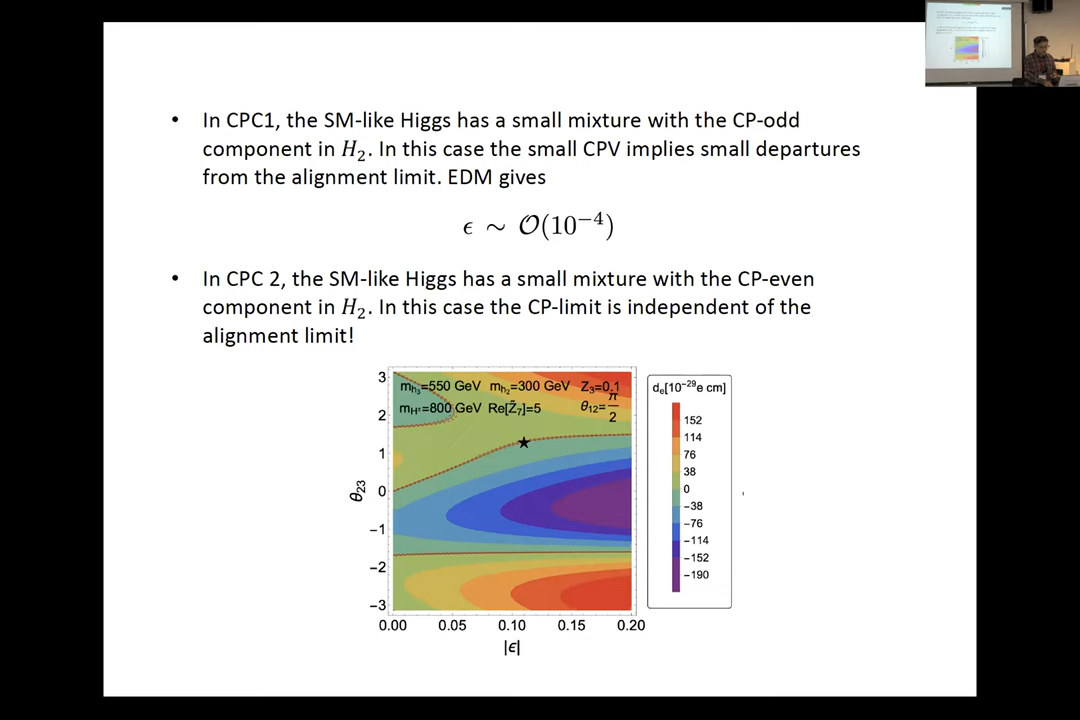 • In CPC1, the SM-like Higgs has a small mixture with the CP-odd
component in H₂. In this case the small CPV implies small departures
from the alignment limit. EDM gives
ϵ ∼ 𝒪(10⁻⁴)
• In CPC 2, the SM-like Higgs has a small mixture with the CP-even
component in H₂. In this case the CP-limit is independent of the
alignment limit!
m_h₃=550 GeV m_h₂=300 GeV Z₃=0.1
m_H⁺=800 GeV Re[Z̃₇]=5 θ₁₂=π/2
3
2
1
0
−1
−2
−3
θ₂₃
0.00 0.05 0.10 0.15 0.20
|ϵ|
dₑ[10⁻²⁹e cm]
152
114
76
38
0
−38
−76
−114
−152
−190